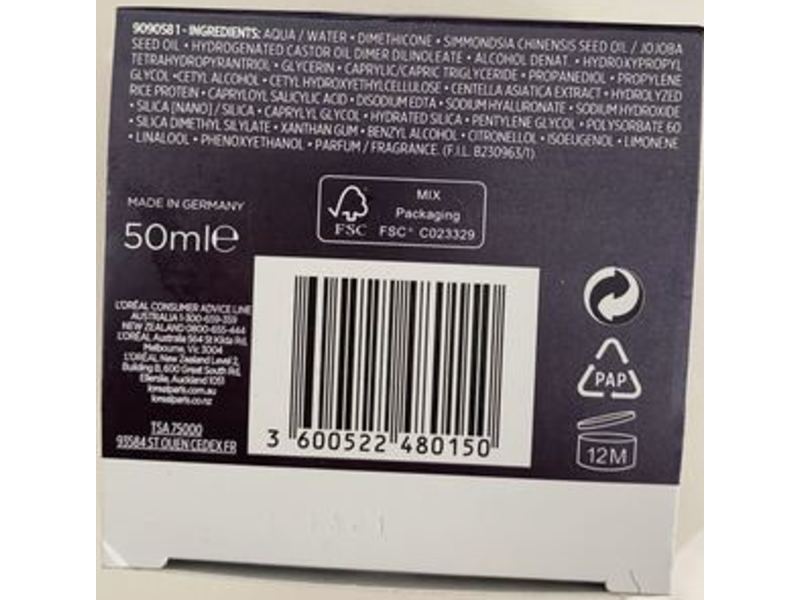 9090581 - INGREDIENTS: AQUA / WATER • DIMETHICONE • SIMMONDSIA CHINENSIS SEED OIL / JOJOBA
SEED OIL • HYDROGENATED CASTOR OIL DIMER DILINOLEATE • ALCOHOL DENAT. • HYDROXYPROPYL
TETRAHYDROPYRANTRIOL • GLYCERIN • CAPRYLIC/CAPRIC TRIGLYCERIDE • PROPANEDIOL • PROPYLENE
GLYCOL •CETYL ALCOHOL • CETYL HYDROXYETHYLCELLULOSE • CENTELLA ASIATICA EXTRACT • HYDROLYZED
RICE PROTEIN • CAPRYLOYL SALICYLIC ACID • DISODIUM EDTA • SODIUM HYALURONATE • SODIUM HYDROXIDE
• SILICA [NANO] / SILICA • CAPRYLYL GLYCOL • HYDRATED SILICA • PENTYLENE GLYCOL • POLYSORBATE 60
• SILICA DIMETHYL SILYLATE • XANTHAN GUM • BENZYL ALCOHOL • CITRONELLOL • ISOEUGENOL • LIMONENE
• LINALOOL • PHENOXYETHANOL • PARFUM / FRAGRANCE. (F.I.L. B230963/1)
MADE IN GERMANY
50ml℮
FSC
MIX
Packaging
FSC® C023329
L'ORÉAL CONSUMER ADVICE LINE
AUSTRALIA 1-300-659-359
NEW ZEALAND 0800-655-444
L'ORÉAL Australia 564 St Kilda Rd,
Melbourne, Vic 3004
L'ORÉAL New Zealand Level 2,
Building B, 600 Great South Rd,
Ellerslie, Auckland 1051
lorealparis.com.au
lorealparis.co.nz
TSA 75000
93584 ST OUEN CEDEX FR
3 600522 480150
PAP
12M